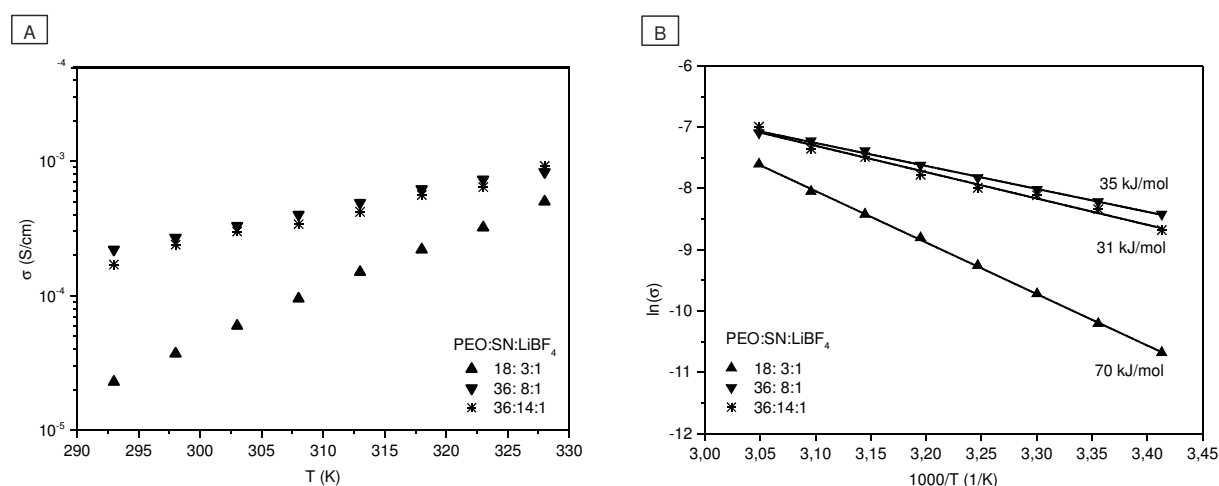 A
-4
10⁻³
10⁻⁴
10⁻⁵
σ (S/cm)
290 295 300 305 310 315 320 325 330
T (K)
PEO:SN:LiBF₄
18: 3:1
36: 8:1
36:14:1
B
-6
-7
-8
-9
-10
-11
-12
ln(σ)
3,00 3,05 3,10 3,15 3,20 3,25 3,30 3,35 3,40 3,45
1000/T (1/K)
35 kJ/mol
31 kJ/mol
70 kJ/mol
PEO:SN:LiBF₄
18: 3:1
36: 8:1
36:14:1